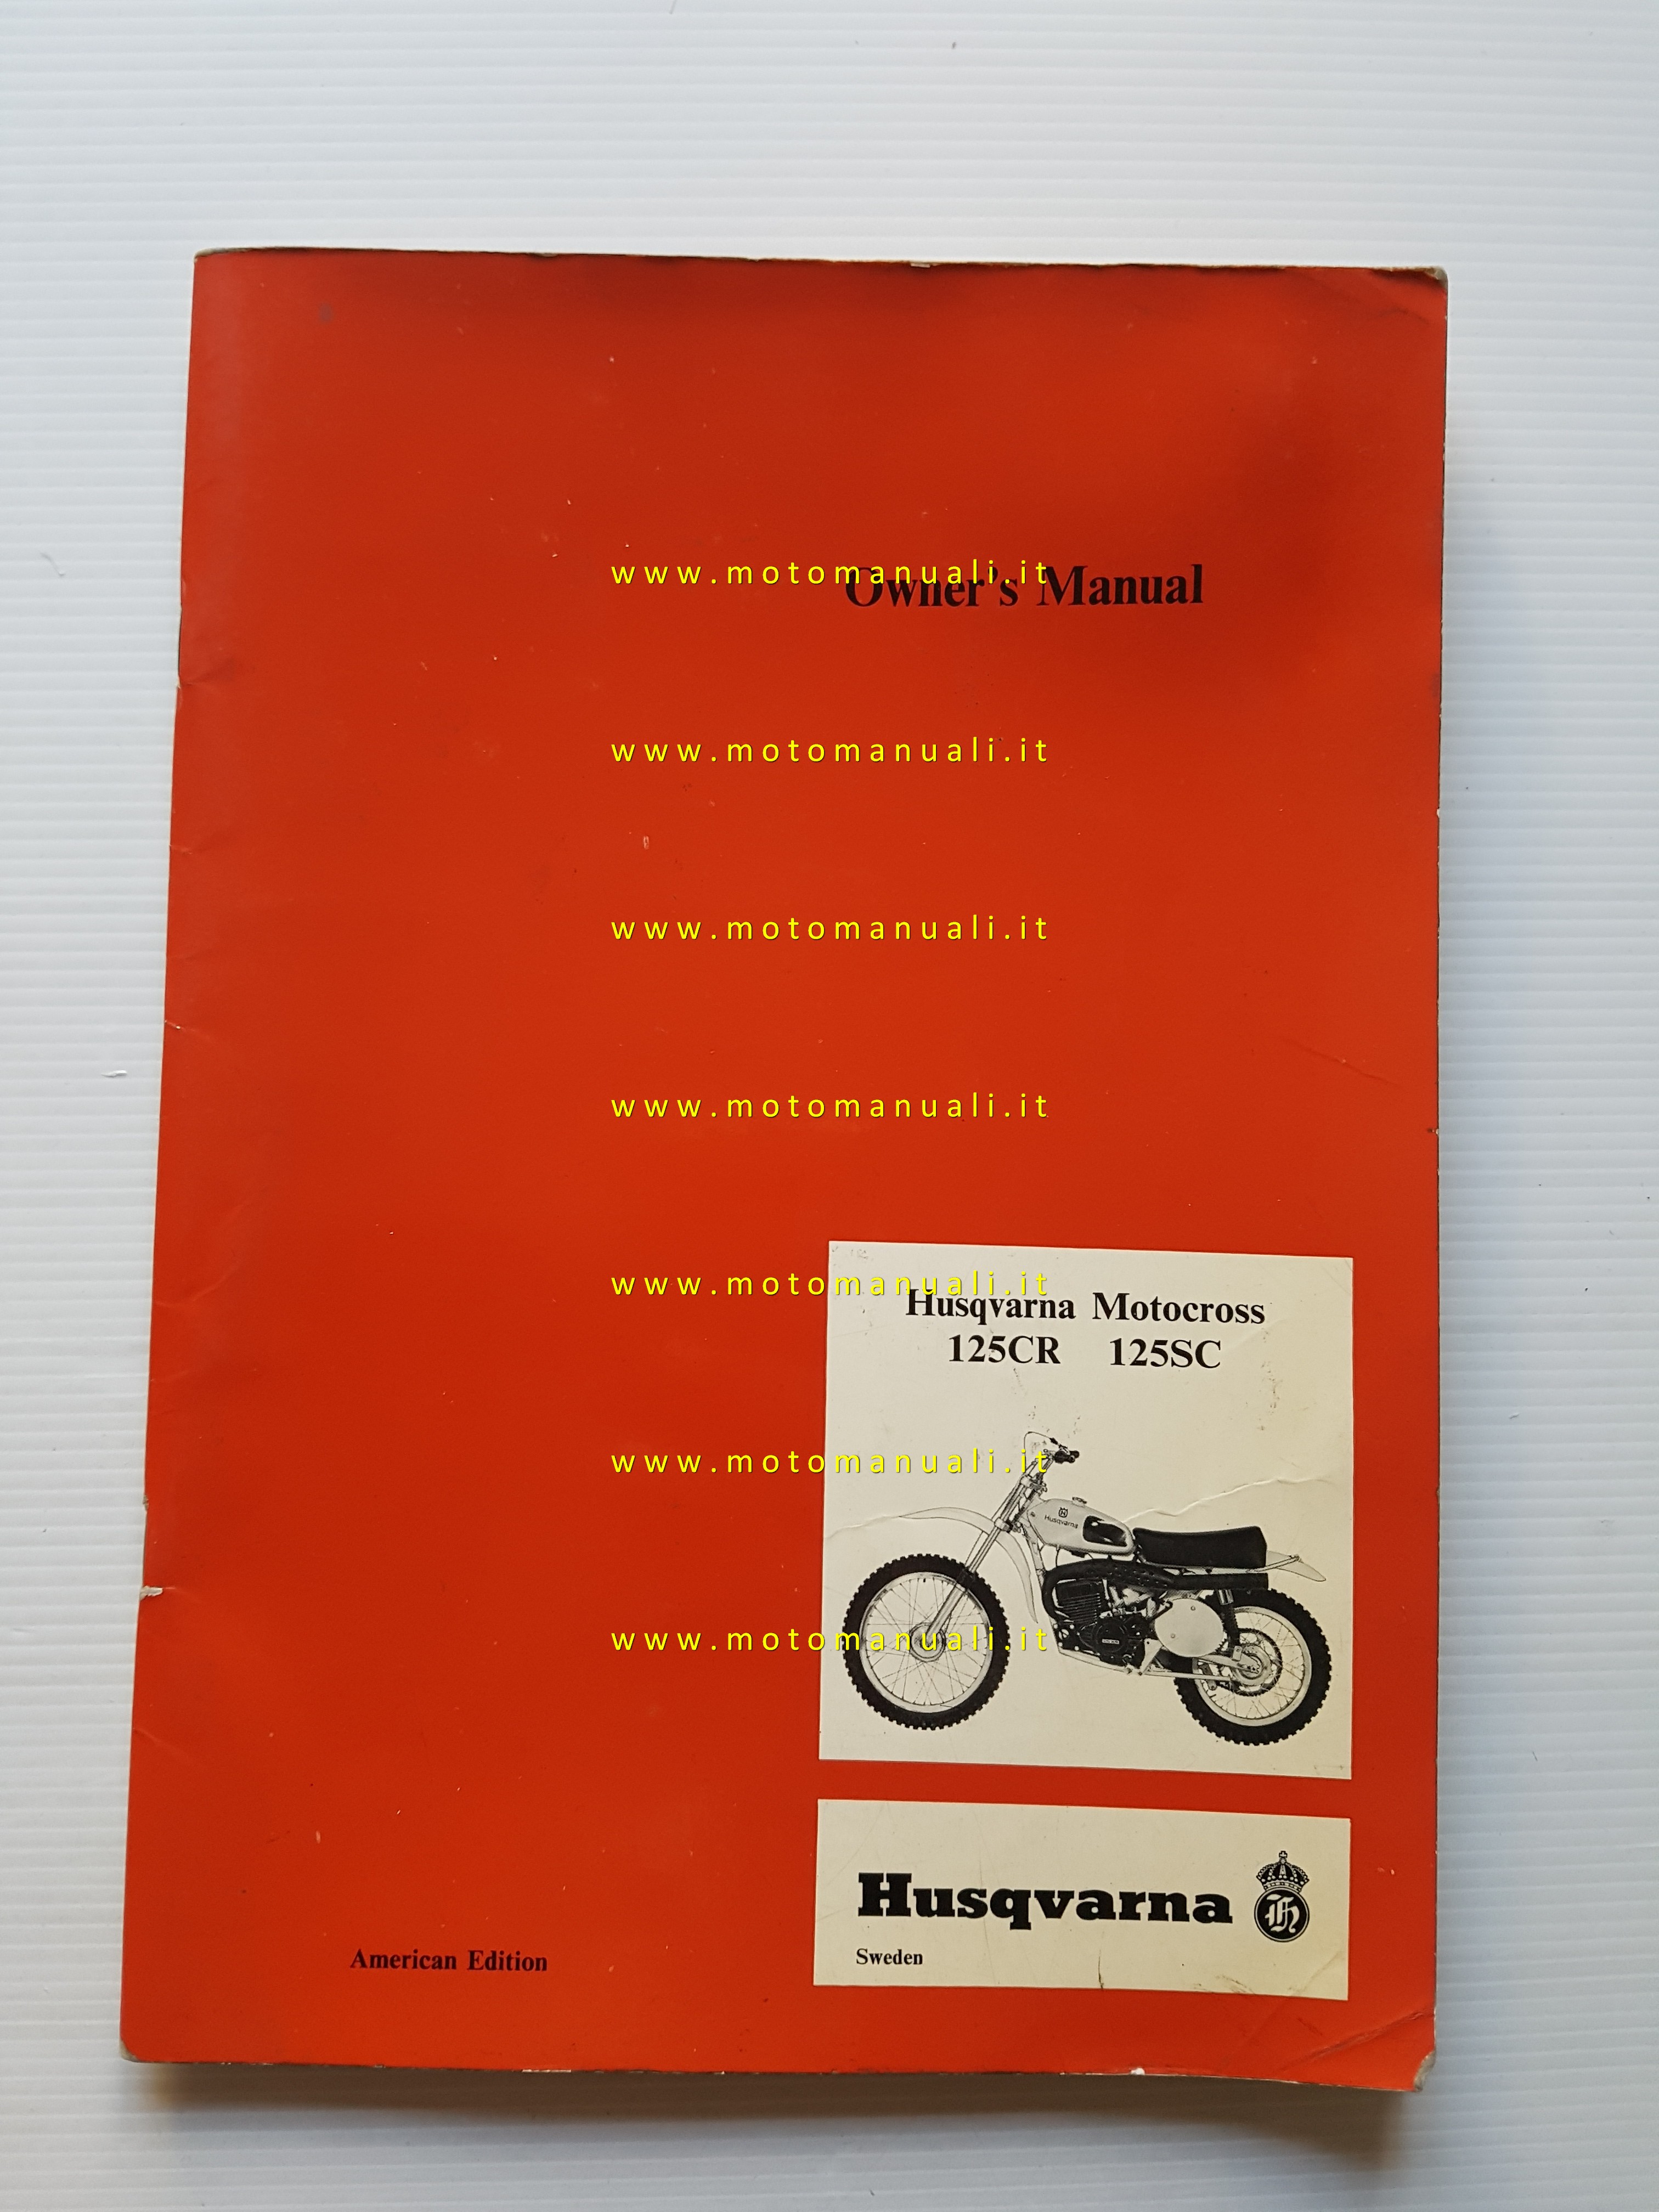 www.motomanuali.it
Owner's Manual
www.motomanuali.it
www.motomanuali.it
www.motomanuali.it
www.motomanuali.it
Husqvarna Motocross
125CR 125SC
www.motomanuali.it
Husqvarna
www.motomanuali.it
Husqvarna
Sweden
American Edition